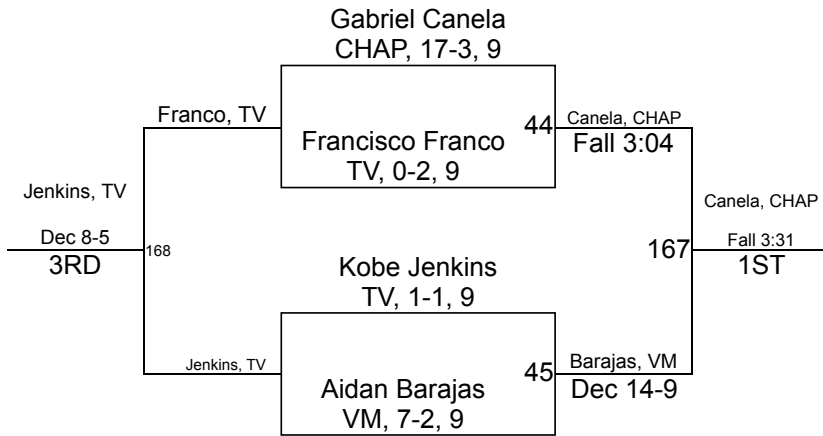 Gabriel Canela
CHAP, 17-3, 9
Franco, TV
44
Canela, CHAP
Francisco Franco
Fall 3:04
TV, 0-2, 9
Jenkins, TV
Canela, CHAP
Dec 8-5
168
167
Fall 3:31
3RD
1ST
Kobe Jenkins
TV, 1-1, 9
Jenkins, TV
45
Barajas, VM
Aidan Barajas
Dec 14-9
VM, 7-2, 9